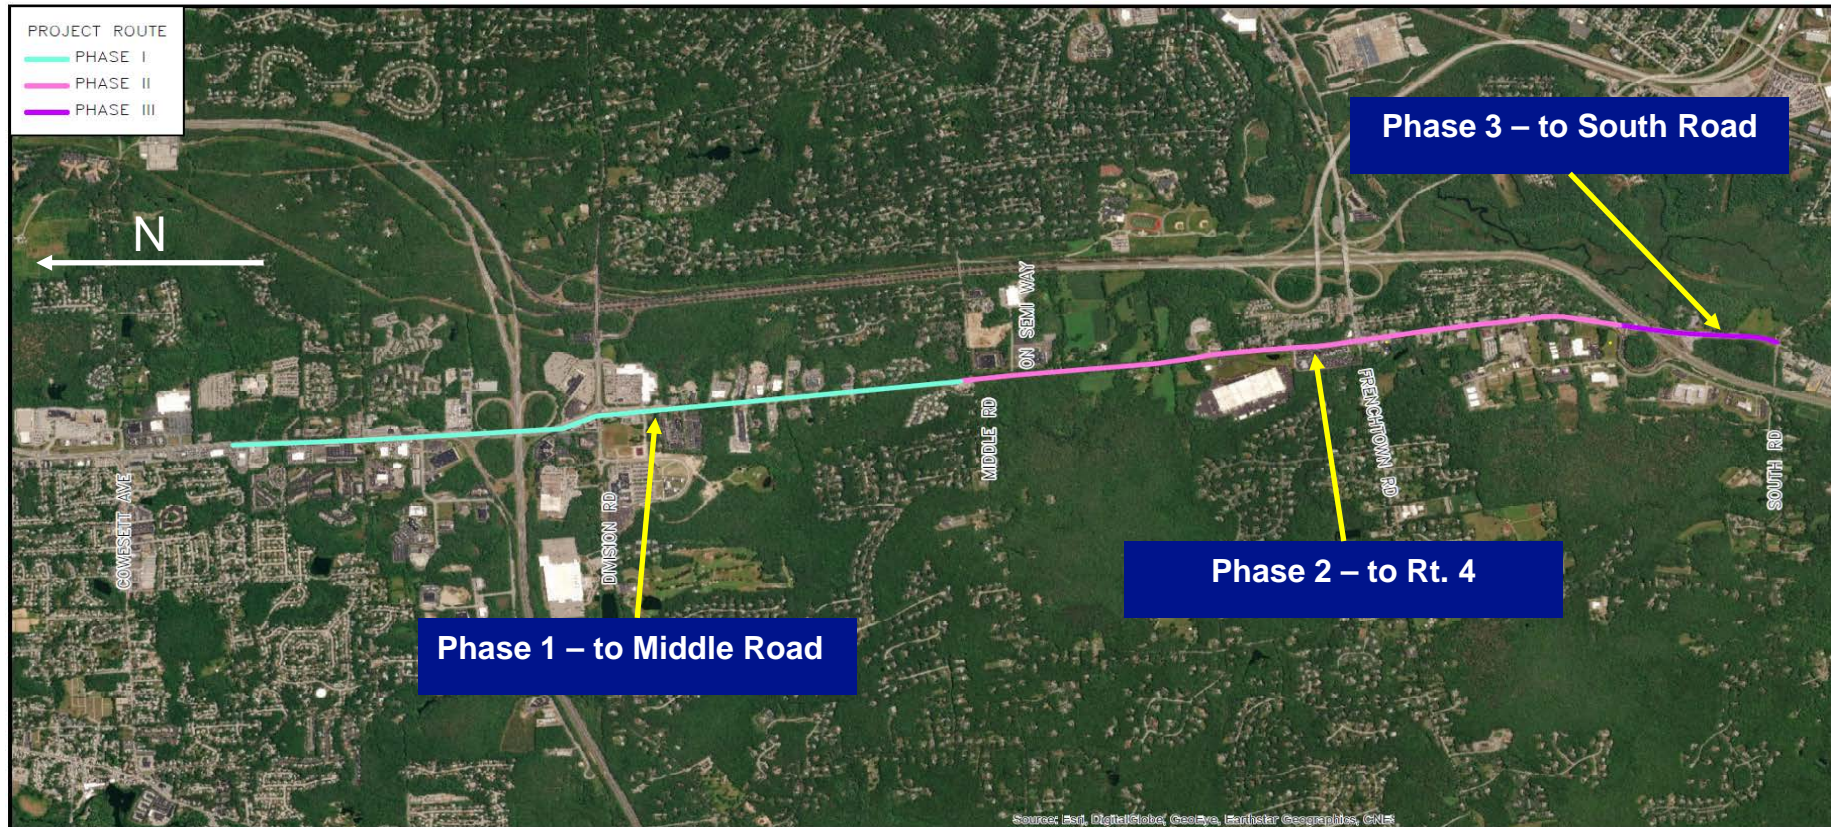 PROJECT ROUTE
PHASE I
PHASE II
PHASE III
Phase 3 – to South Road
N
ON SEMI WAY
MIDDLE RD
FRENCHTOWN RD
SOUTH RD
COWESETT AVE
DIVISION RD
Phase 2 – to Rt. 4
Phase 1 – to Middle Road
Source: Esri, DigitalGlobe, GeoEye, Earthstar Geographics, CNES